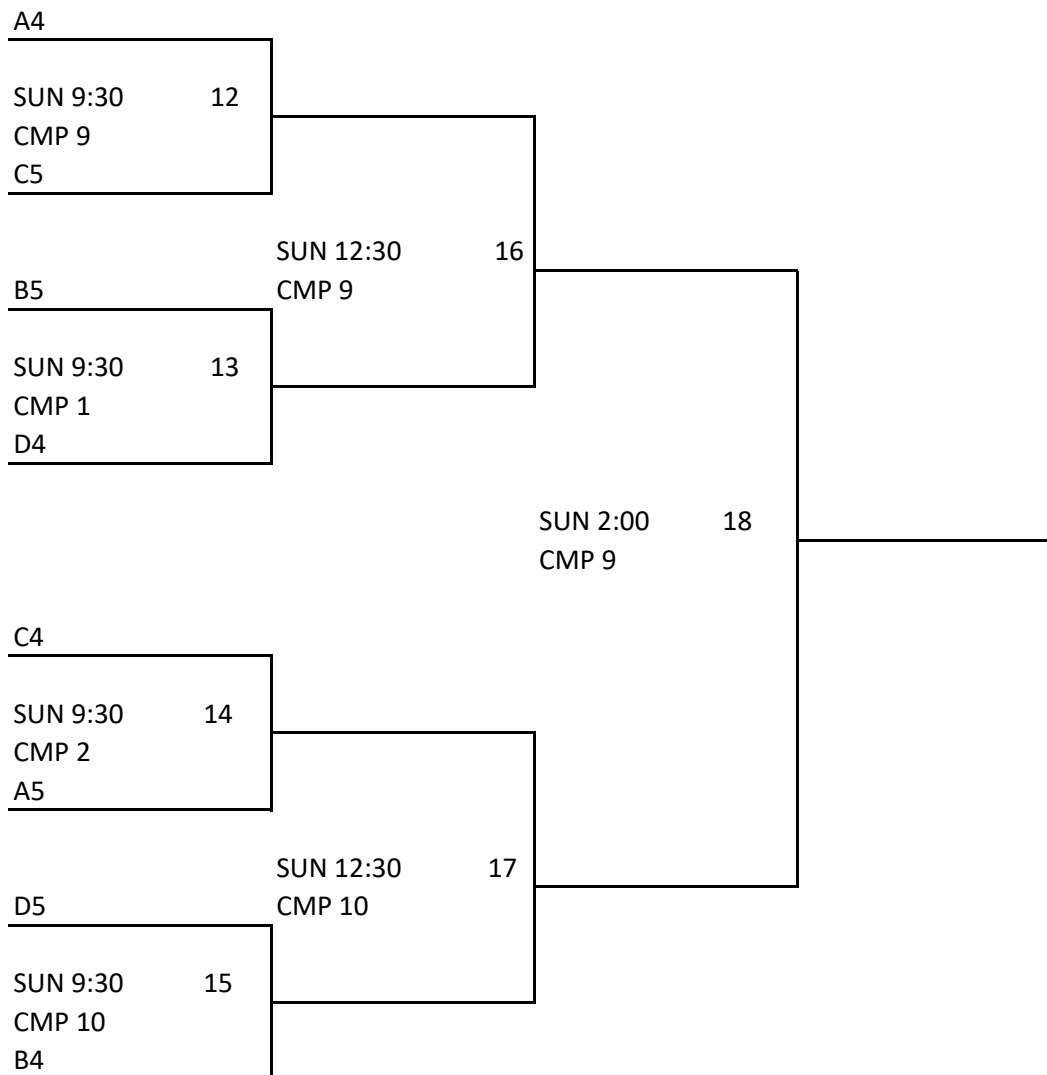 A4
SUN 9:30 12
CMP 9
C5
SUN 12:30 16
B5 CMP 9
SUN 9:30 13
CMP 1
D4
SUN 2:00 18
CMP 9
C4
SUN 9:30 14
CMP 2
A5
SUN 12:30 17
D5 CMP 10
SUN 9:30 15
CMP 10
B4